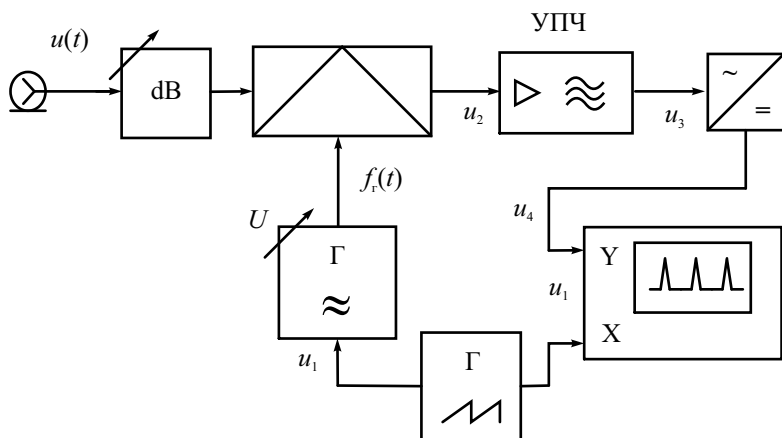 УПЧ
u(t)
dB
~
=
u₂
u₃
fг(t)
u₄
U
Г
≈
Y
u₁
X
u₁
Г